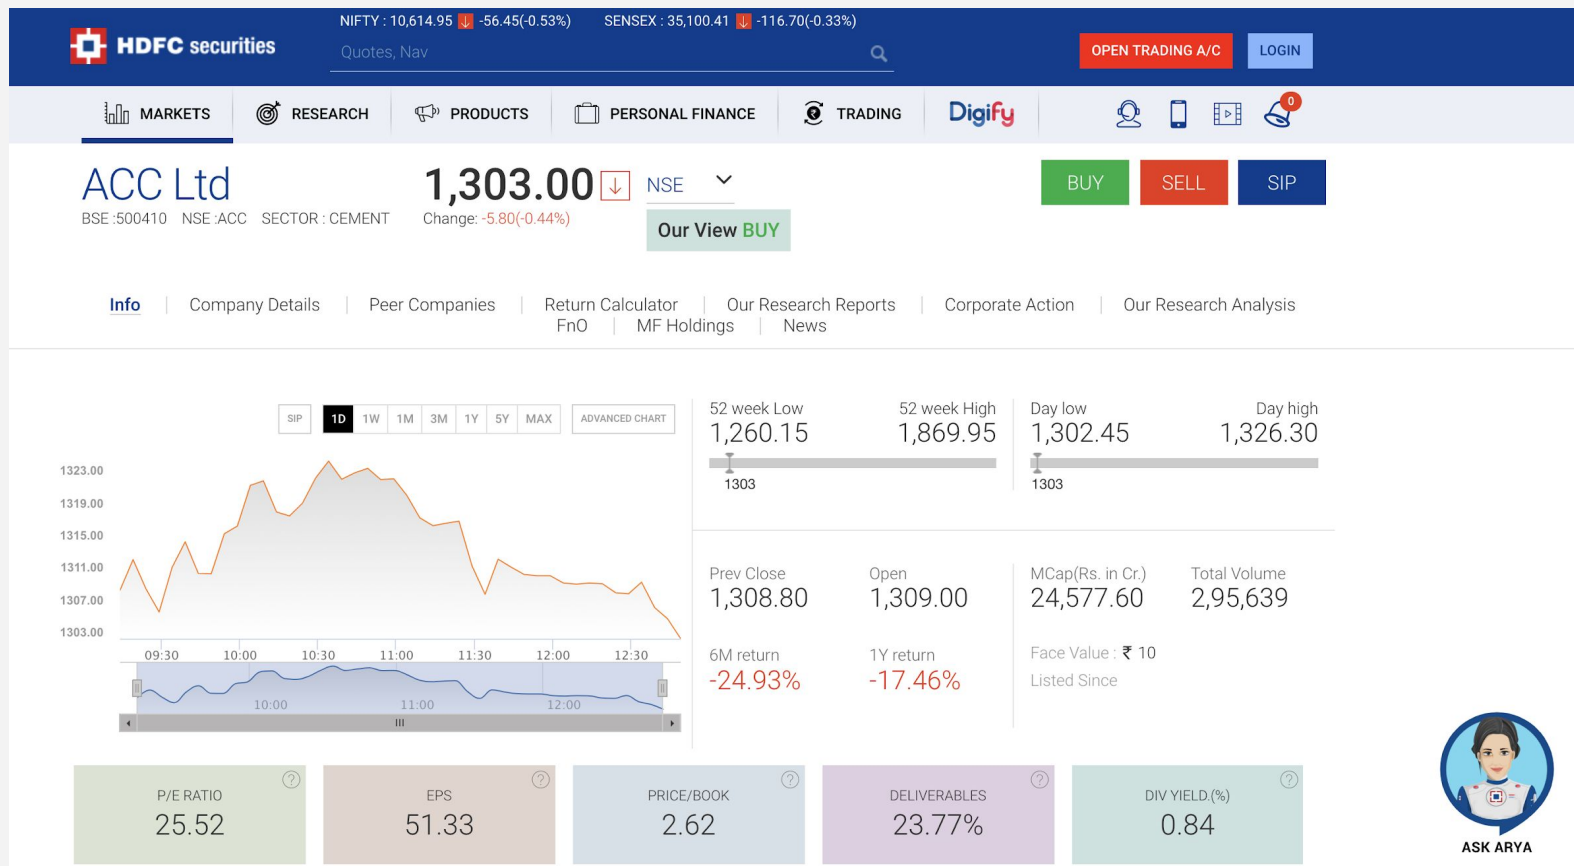 NIFTY : 10,614.95 ↓ -56.45(-0.53%) SENSEX : 35,100.41 ↓ -116.70(-0.33%)
HDFC securities
Quotes, Nav
OPEN TRADING A/C
LOGIN
MARKETS
RESEARCH
PRODUCTS
PERSONAL FINANCE
TRADING
Digify
0
ACC Ltd
1,303.00 ↓ NSE
BUY
SELL
SIP
BSE :500410 NSE :ACC SECTOR : CEMENT
Change: -5.80(-0.44%)
Our View BUY
Info | Company Details | Peer Companies | Return Calculator | Our Research Reports | Corporate Action | Our Research Analysis
FnO | MF Holdings | News
SIP 1D 1W 1M 3M 1Y 5Y MAX ADVANCED CHART
1323.00
1319.00
1315.00
1311.00
1307.00
1303.00
09:30 10:00 10:30 11:00 11:30 12:00 12:30
10:00 11:00 12:00
52 week Low 52 week High
1,260.15 1,869.95
1303
Day low Day high
1,302.45 1,326.30
1303
Prev Close Open
1,308.80 1,309.00
6M return 1Y return
-24.93% -17.46%
MCap(Rs. in Cr.) Total Volume
24,577.60 2,95,639
Face Value : ₹ 10
Listed Since
P/E RATIO ?
25.52
EPS ?
51.33
PRICE/BOOK ?
2.62
DELIVERABLES ?
23.77%
DIV YIELD.(%) ?
0.84
ASK ARYA